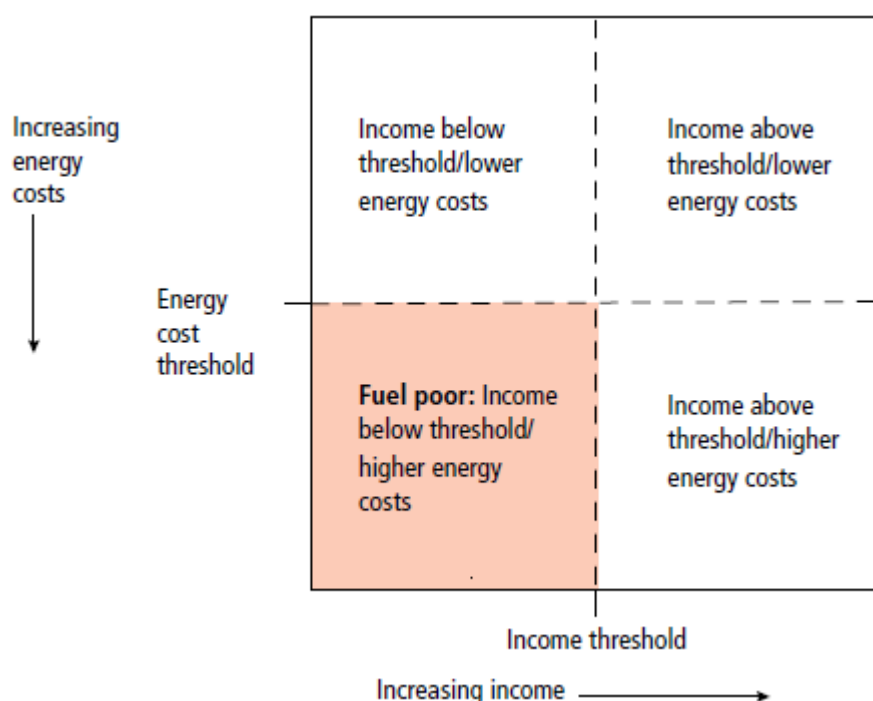 Increasing
energy
costs
Income below
threshold/lower
energy costs
Income above
threshold/lower
energy costs
Energy
cost
threshold
Fuel poor: Income
below threshold/
higher energy
costs
Income above
threshold/higher
energy costs
Income threshold
Increasing income